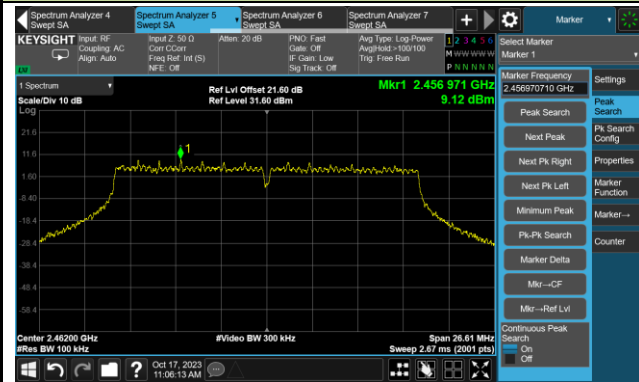 Spectrum Analyzer 4
Swept SA
Spectrum Analyzer 5
Swept SA
Spectrum Analyzer 6
Swept SA
Spectrum Analyzer 7
Swept SA
Marker
KEYSIGHT
Input: RF
Coupling: AC
Align: Auto
Input Z: 50 Ω
Corr CCorr
Freq Ref: Int (S)
NFE: Off
Atten: 20 dB
PNO: Fast
Gate: Off
IF Gain: Low
Sig Track: Off
Avg Type: Log-Power
Avg|Hold:>100/100
Trig: Free Run
1 2 3 4 5 6
M W W W W W
P N N N N N
Select Marker
Marker 1
1 Spectrum
Scale/Div 10 dB
Log
Ref Lvl Offset 21.60 dB
Ref Level 31.60 dBm
Mkr1 2.456 971 GHz
9.12 dBm
21.6
11.6
1.60
-8.40
-18.4
-28.4
-38.4
-48.4
-58.4
1
Center 2.46200 GHz
#Res BW 100 kHz
#Video BW 300 kHz
Span 26.61 MHz
Sweep 2.67 ms (2001 pts)
Marker Frequency
2.456970710 GHz
Peak Search
Next Peak
Next Pk Right
Next Pk Left
Minimum Peak
Pk-Pk Search
Marker Delta
Mkr→CF
Mkr→Ref Lvl
Continuous Peak
Search
On
Off
Settings
Peak
Search
Pk Search
Config
Properties
Marker
Function
Marker→
Counter
Oct 17, 2023
11:06:13 AM